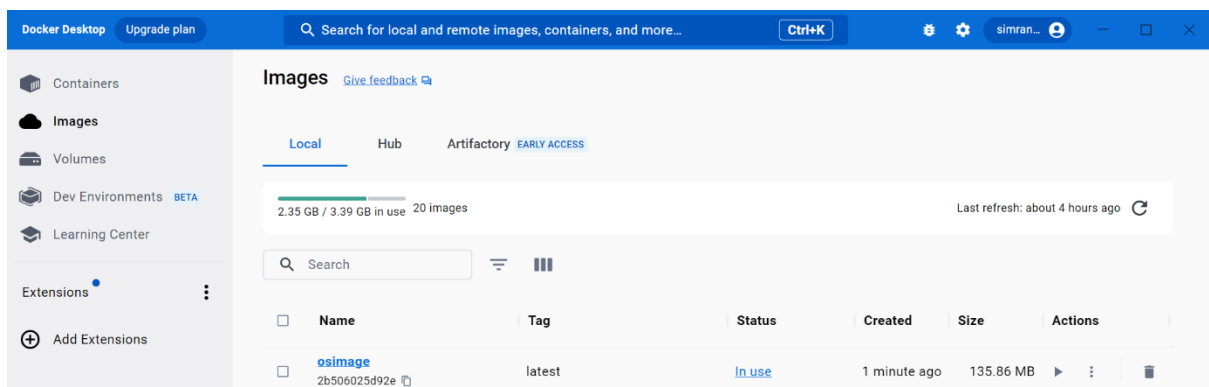 Docker Desktop Upgrade plan Search for local and remote images, containers, and more... Ctrl+K simran...
Containers
Images
Volumes
Dev Environments BETA
Learning Center
Extensions
Add Extensions
Images Give feedback
Local Hub Artifactory EARLY ACCESS
2.35 GB / 3.39 GB in use 20 images Last refresh: about 4 hours ago
Search
Name Tag Status Created Size Actions
osimage latest In use 1 minute ago 135.86 MB
2b506025d92e